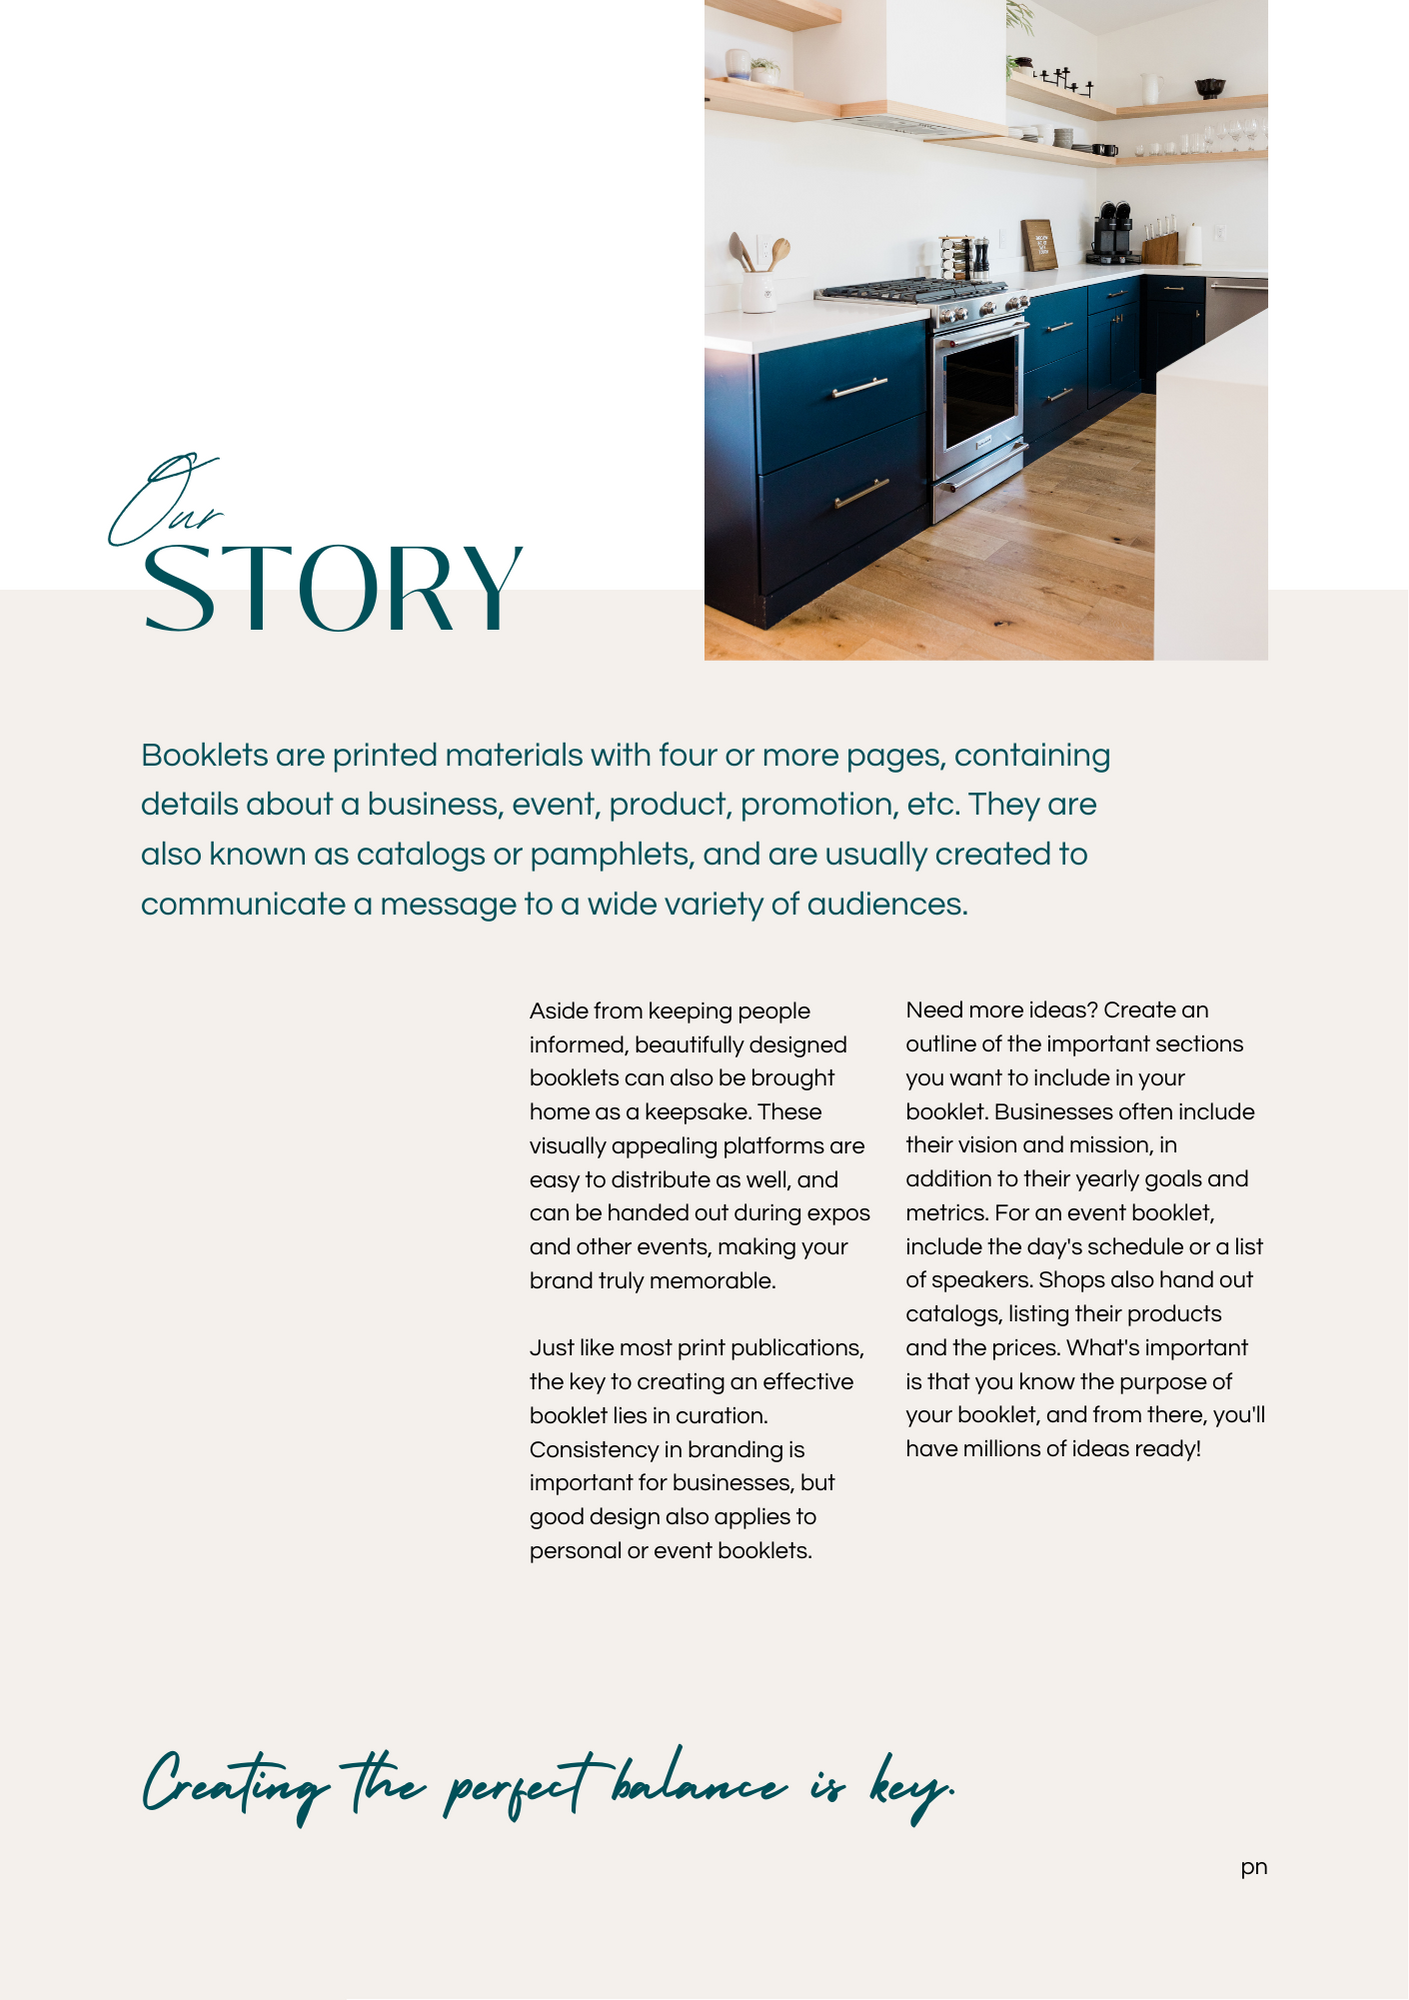 Our
STORY
Booklets are printed materials with four or more pages, containing
details about a business, event, product, promotion, etc. They are
also known as catalogs or pamphlets, and are usually created to
communicate a message to a wide variety of audiences.
Aside from keeping people
informed, beautifully designed
booklets can also be brought
home as a keepsake. These
visually appealing platforms are
easy to distribute as well, and
can be handed out during expos
and other events, making your
brand truly memorable.
Just like most print publications,
the key to creating an effective
booklet lies in curation.
Consistency in branding is
important for businesses, but
good design also applies to
personal or event booklets.
Need more ideas? Create an
outline of the important sections
you want to include in your
booklet. Businesses often include
their vision and mission, in
addition to their yearly goals and
metrics. For an event booklet,
include the day's schedule or a list
of speakers. Shops also hand out
catalogs, listing their products
and the prices. What's important
is that you know the purpose of
your booklet, and from there, you'll
have millions of ideas ready!
Creating the perfect balance is key.
pn